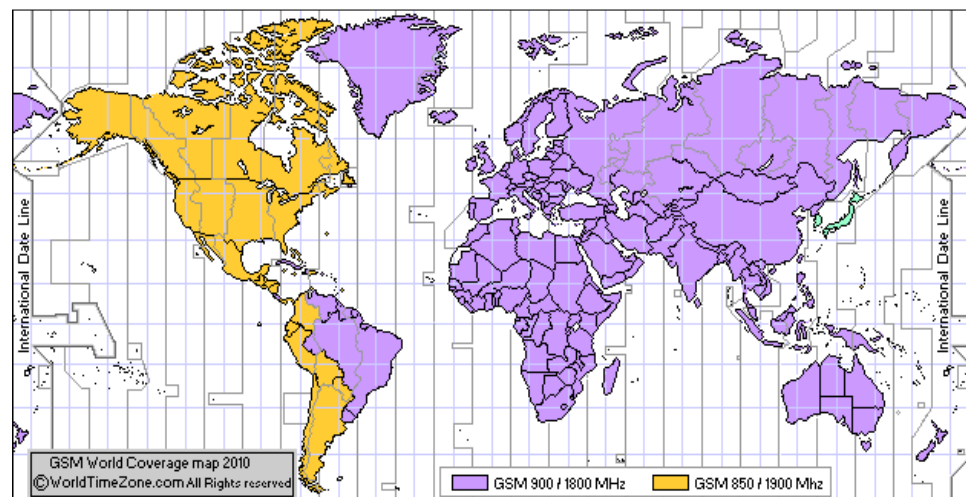 International Date Line
International Date Line
GSM World Coverage map 2010
©WorldTimeZone.com All Rights reserved
GSM 900 / 1800 MHz
GSM 850 / 1900 Mhz